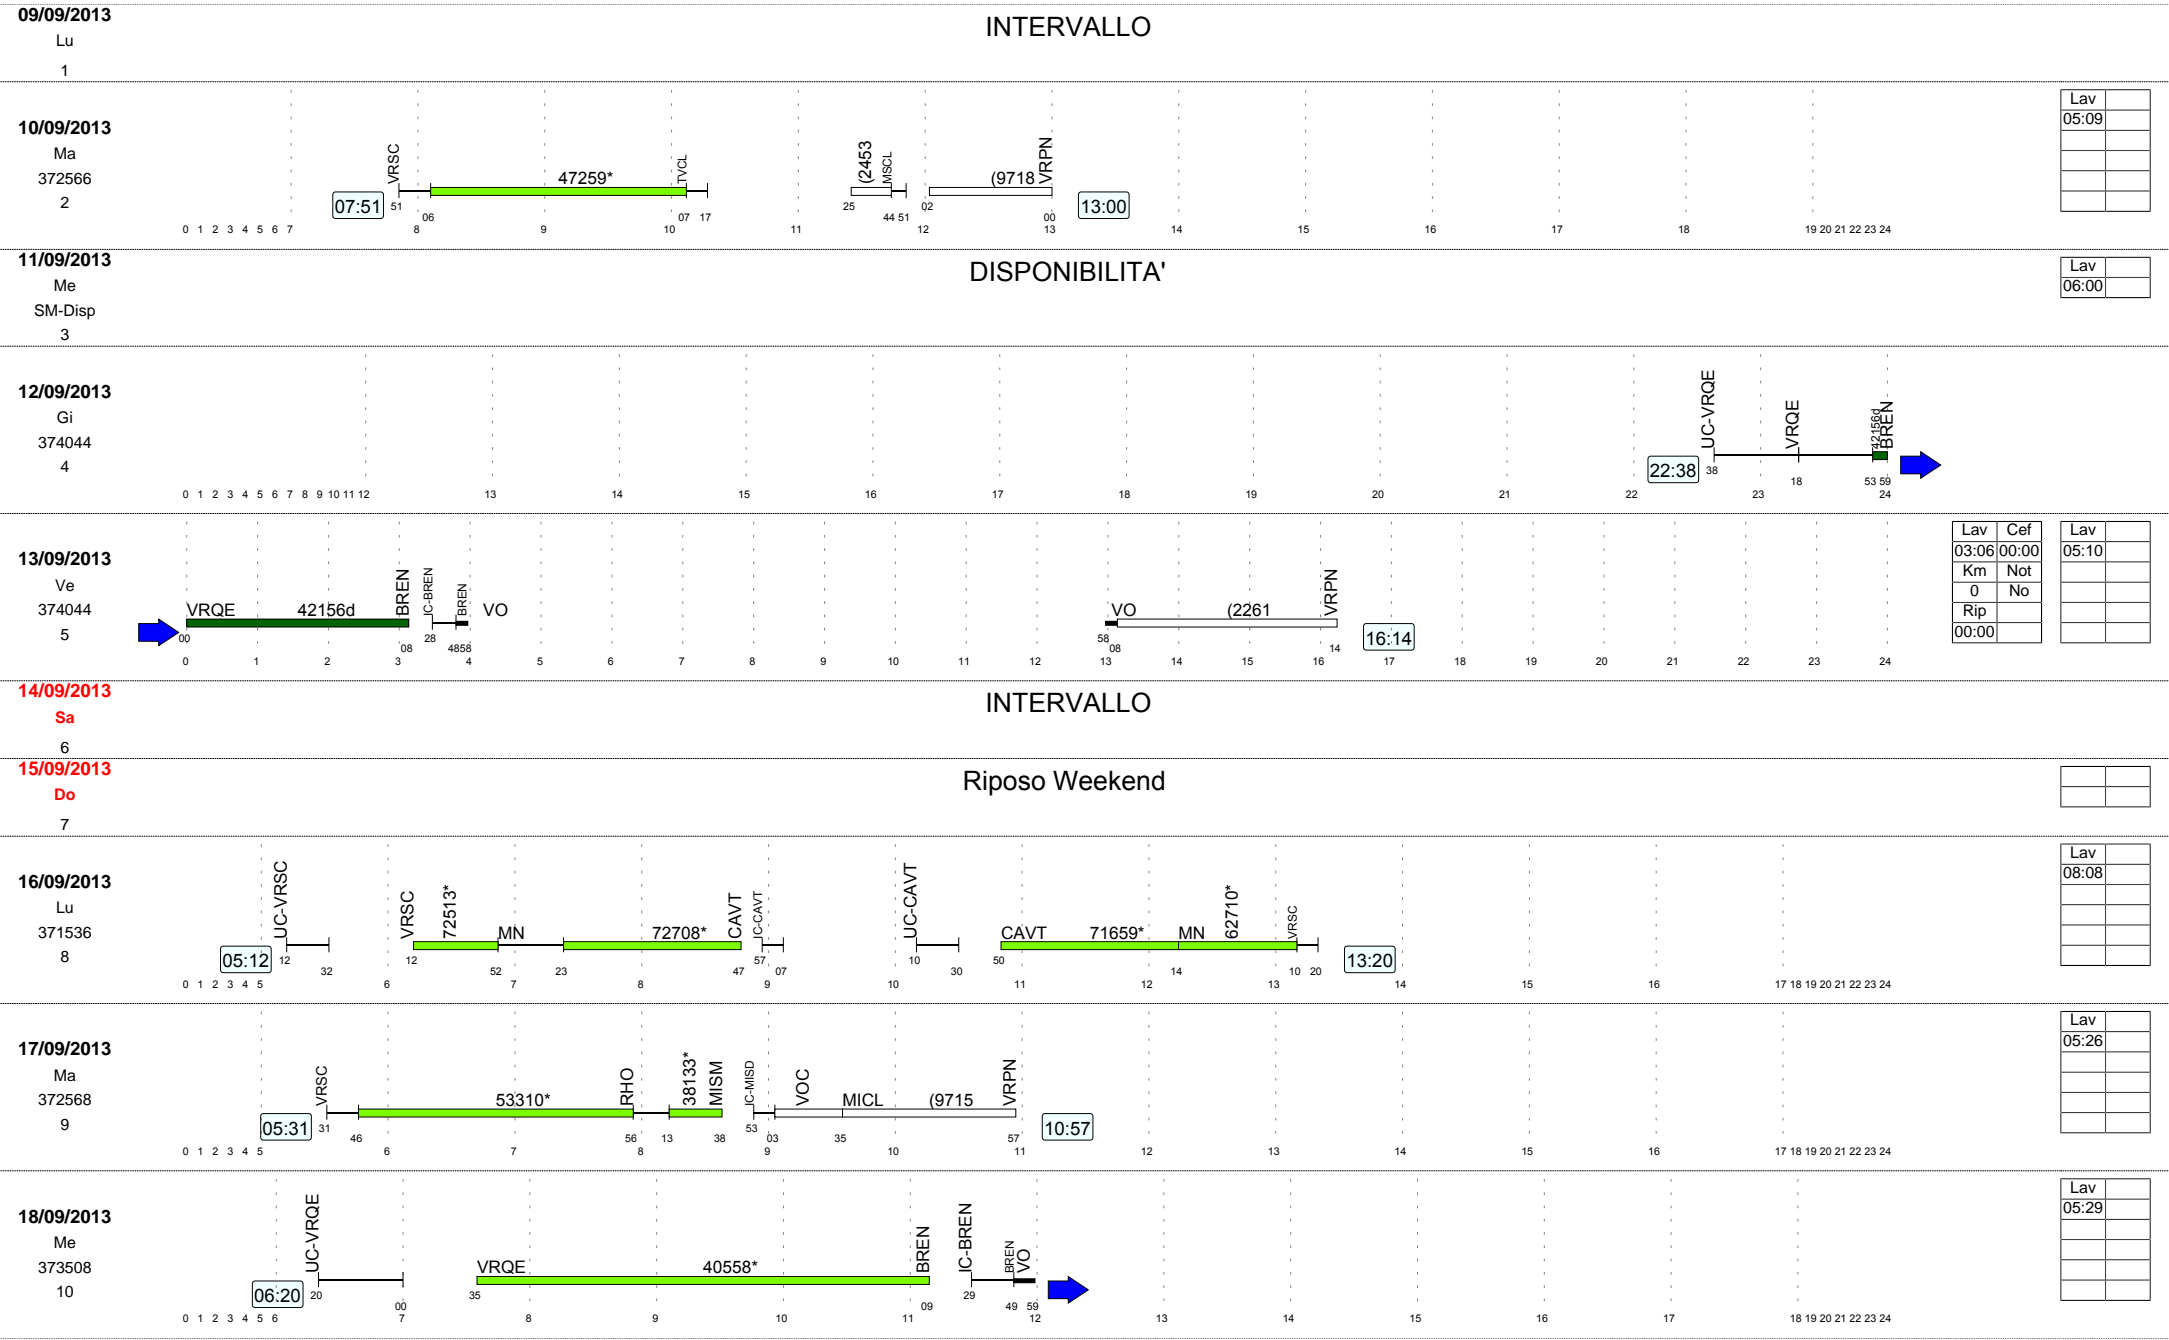 09/09/2013
Lu
1
INTERVALLO
10/09/2013
Ma
372566
2
07:51
VRSC
47259*
TVCL
(2453
MSCL
(9718
VRPN
13:00
51 06 07 17 25 44 51 02 00
0 1 2 3 4 5 6 7 8 9 10 11 12 13 14 15 16 17 18 19 20 21 22 23 24
Lav
05:09
11/09/2013
Me
SM-Disp
3
DISPONIBILITA'
Lav
06:00
12/09/2013
Gi
374044
4
22:38
UC-VRQE
VRQE
42156d
BREN
38 18 53 59
0 1 2 3 4 5 6 7 8 9 10 11 12 13 14 15 16 17 18 19 20 21 22 23 24
13/09/2013
Ve
374044
5
VRQE 42156d BREN
IC-BREN
BREN
VO
VO (2261 VRPN
16:14
00 08 28 48 58 58 08 14
0 1 2 3 4 5 6 7 8 9 10 11 12 13 14 15 16 17 18 19 20 21 22 23 24
Lav Cef
03:06 00:00
Km Not
0 No
Rip
00:00
Lav
05:10
14/09/2013
Sa
6
INTERVALLO
15/09/2013
Do
7
Riposo Weekend
16/09/2013
Lu
371536
8
05:12
UC-VRSC
VRSC
72513*
MN
72708*
CAVT
IC-CAVT
UC-CAVT
CAVT
71659*
MN
62710*
VRSC
13:20
12 32 12 52 23 47 57 07 10 30 50 14 10 20
0 1 2 3 4 5 6 7 8 9 10 11 12 13 14 15 16 17 18 19 20 21 22 23 24
Lav
08:08
17/09/2013
Ma
372568
9
05:31
VRSC
53310*
RHO
38133*
MISM
IC-MISD
VOC
MICL
(9715
VRPN
10:57
31 46 56 13 38 53 03 35 57
0 1 2 3 4 5 6 7 8 9 10 11 12 13 14 15 16 17 18 19 20 21 22 23 24
Lav
05:26
18/09/2013
Me
373508
10
06:20
UC-VRQE
VRQE
40558*
BREN
IC-BREN
BREN
VO
20 00 35 09 29 49 59
0 1 2 3 4 5 6 7 8 9 10 11 12 13 14 15 16 17 18 19 20 21 22 23 24
Lav
05:29